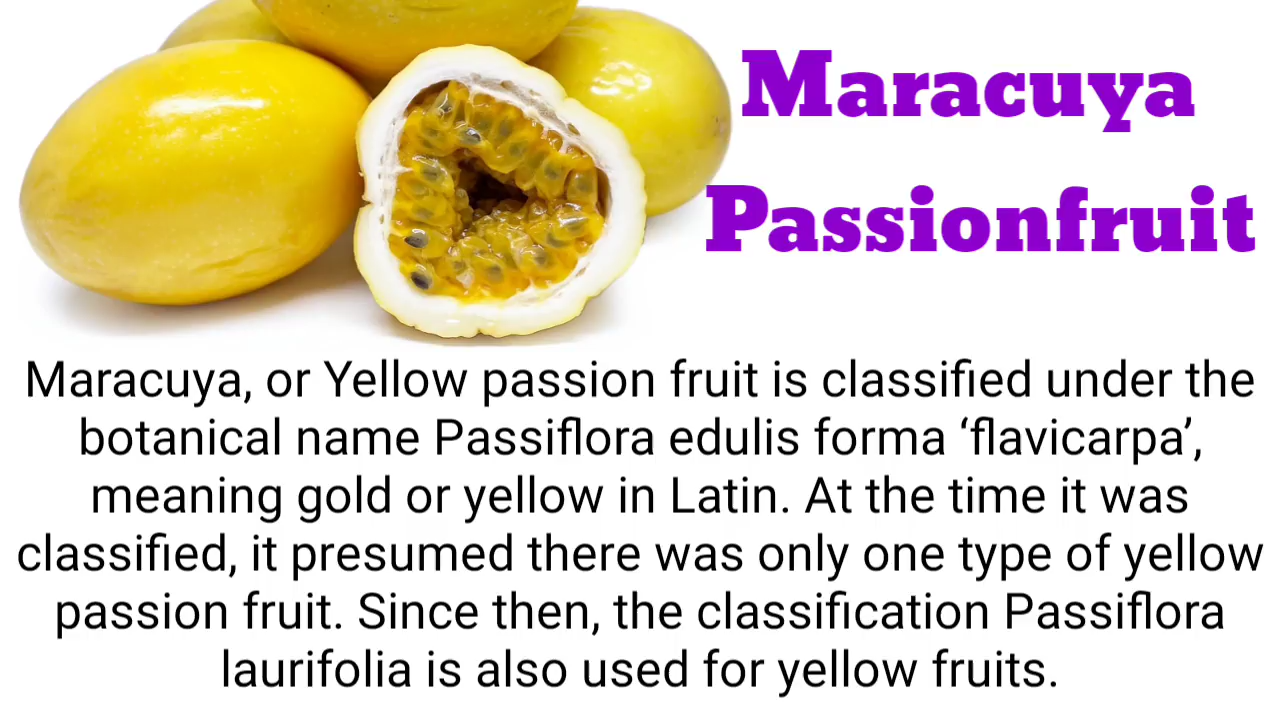 Maracuya
Passionfruit
Maracuya, or Yellow passion fruit is classified under the
botanical name Passiflora edulis forma ‘flavicarpa’,
meaning gold or yellow in Latin. At the time it was
classified, it presumed there was only one type of yellow
passion fruit. Since then, the classification Passiflora
laurifolia is also used for yellow fruits.